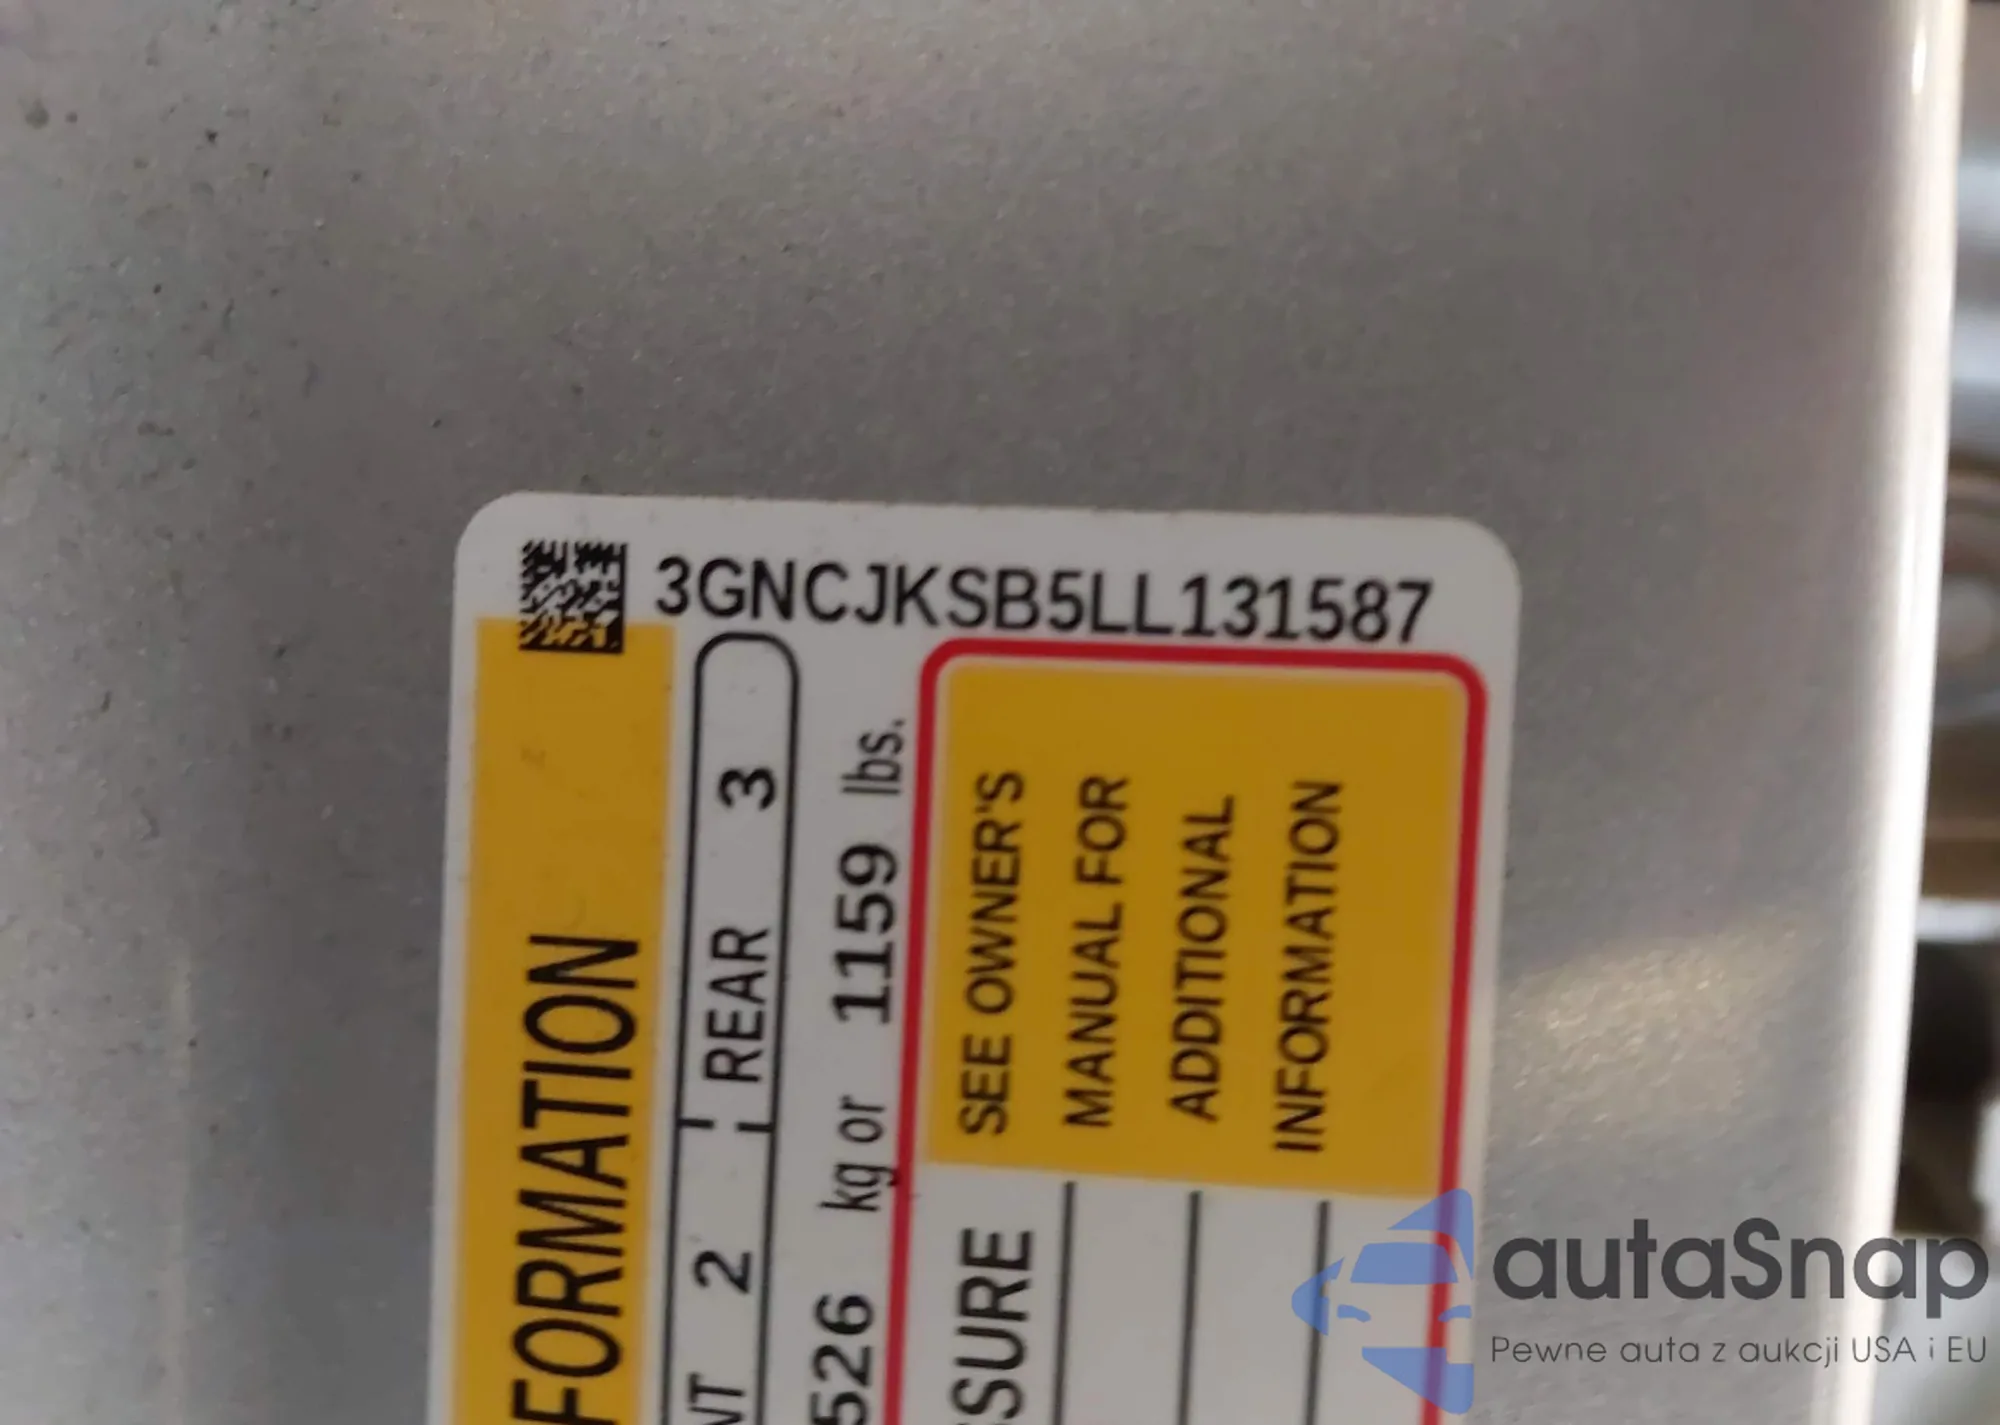 3GNCJKSB5LL131587
FORMATION
NT 2 REAR 3
526 kg or 1159 lbs.
SSURE
SEE OWNER'S
MANUAL FOR
ADDITIONAL
INFORMATION
autaSnap
Pewne auta z aukcji USA i EU